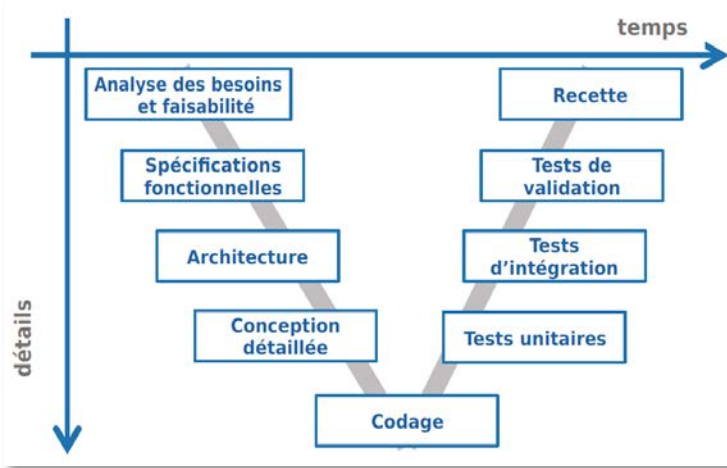 temps
Analyse des besoins
et faisabilité
Recette
Spécifications
fonctionnelles
Tests de
validation
Architecture
Tests
d'intégration
détails
Conception
détaillée
Tests unitaires
Codage